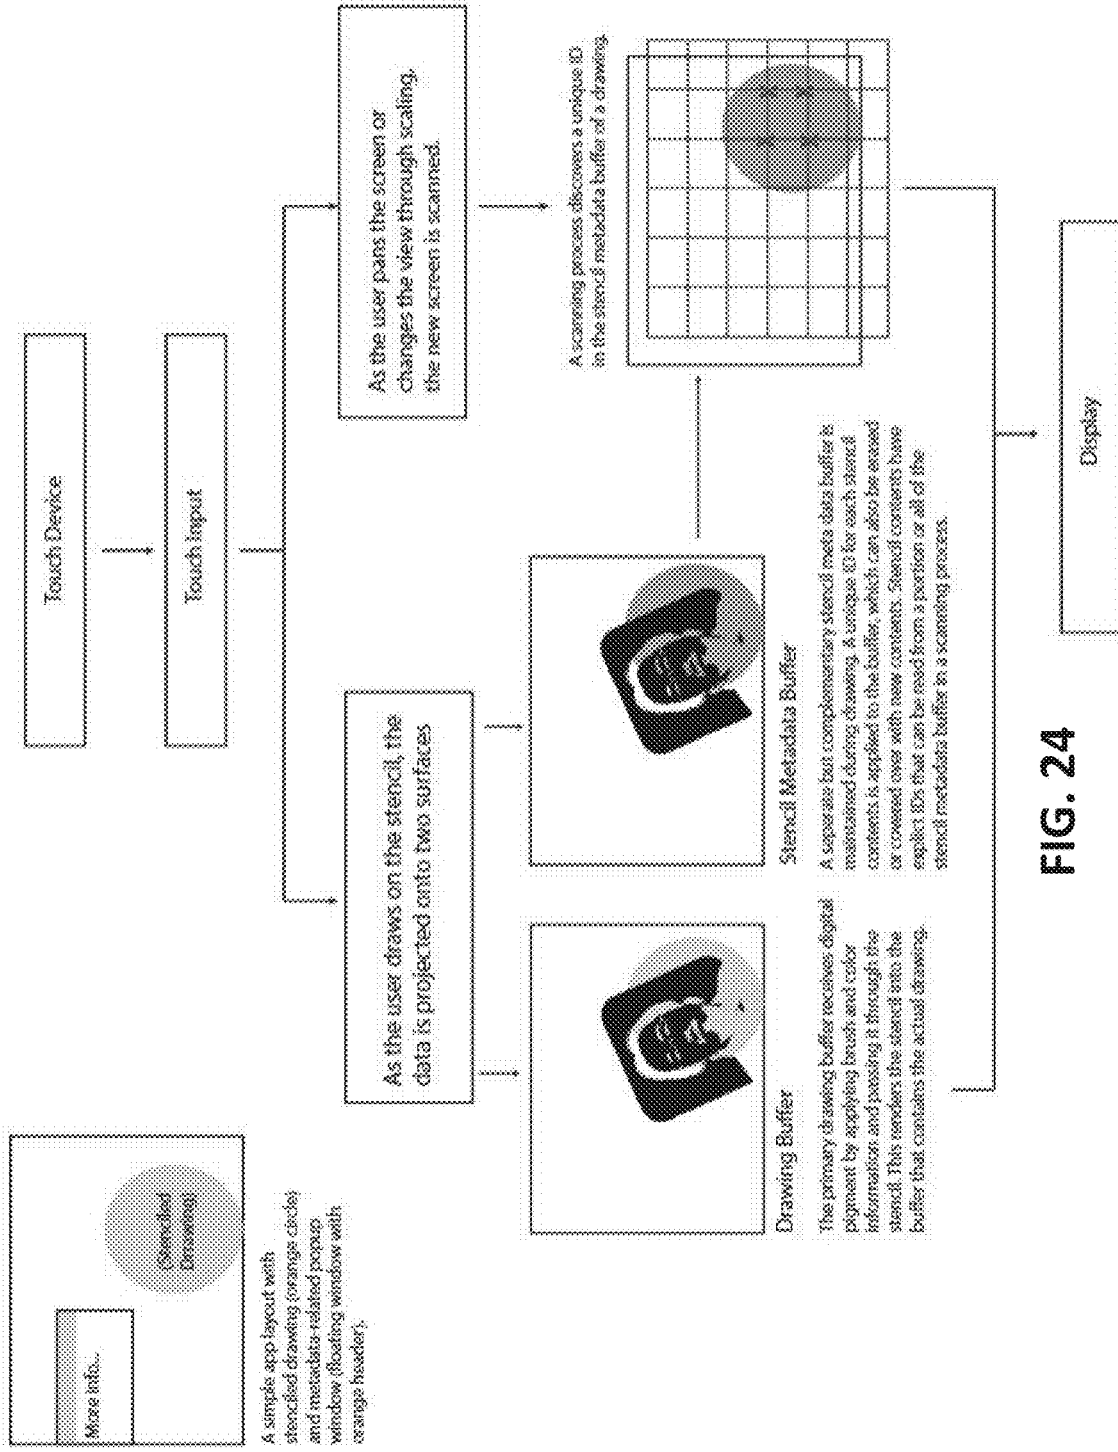 More Info...
(Stenciled
Drawing)
A simple app layout with
stenciled drawing (orange circle)
and metadata-related popup
window (floating window with
orange header).
Touch Device
Touch Input
As the user draws on the stencil, the
data is projected onto two surfaces
As the user pans the screen or
changes the view through scaling,
the new screen is scanned.
Drawing Buffer
The primary drawing buffer receives digital
pigment by applying brush and color
information and passing it through the
stencil. This renders the stencil into the
buffer that contains the actual drawing.
Stencil Metadata Buffer
A separate but complementary stencil meta data buffer is
maintained during drawing. A unique ID for each stencil
contents is applied to the buffer, which can also be erased
or covered over with new contents. Stencil contents have
explicit IDs that can be read from a portion or all of the
stencil metadata buffer in a scanning process.
A scanning process discovers a unique ID
in the stencil metadata buffer of a drawing.
Display
FIG. 24